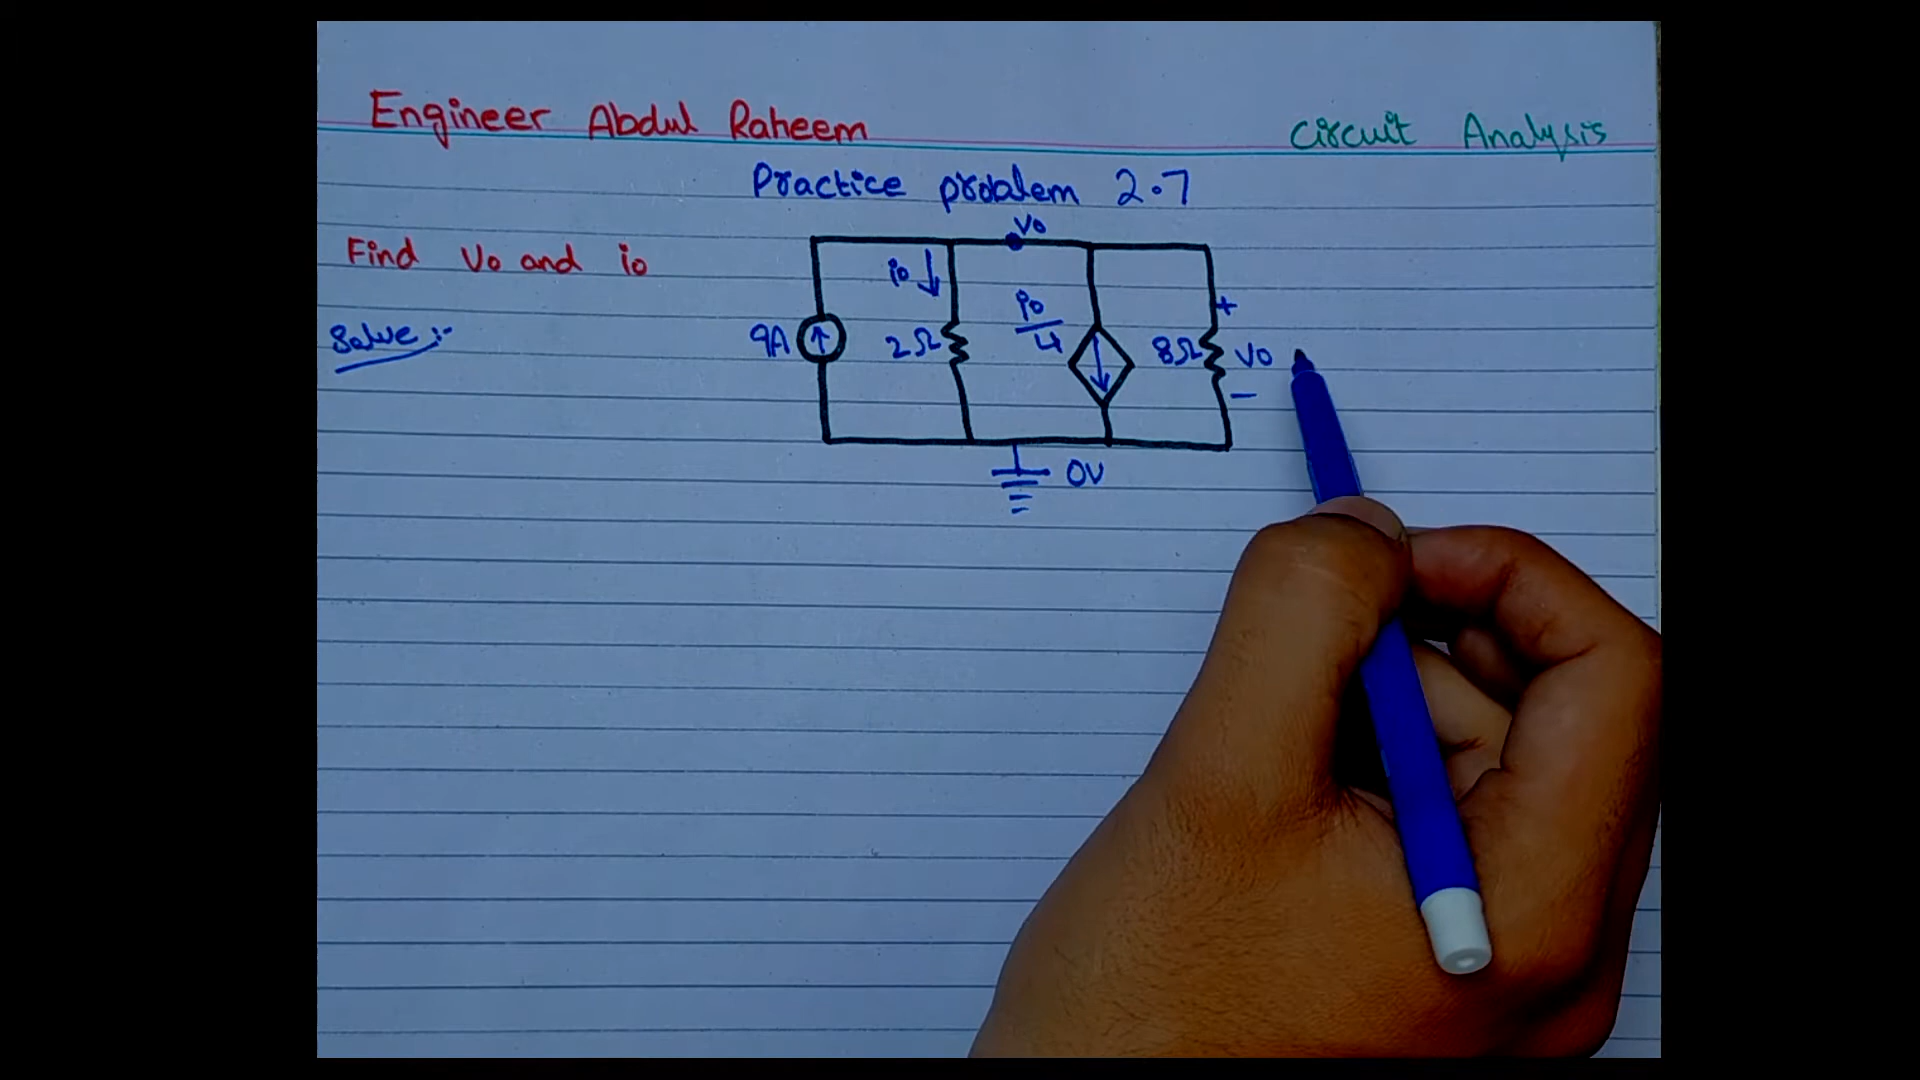 Engineer Abdul Raheem
Circuit Analysis
Practice problem 2.7
Find Vo and io
Solve :-
Vo
io
9A
2Ω
io/4
8Ω
+
Vo
-
0V